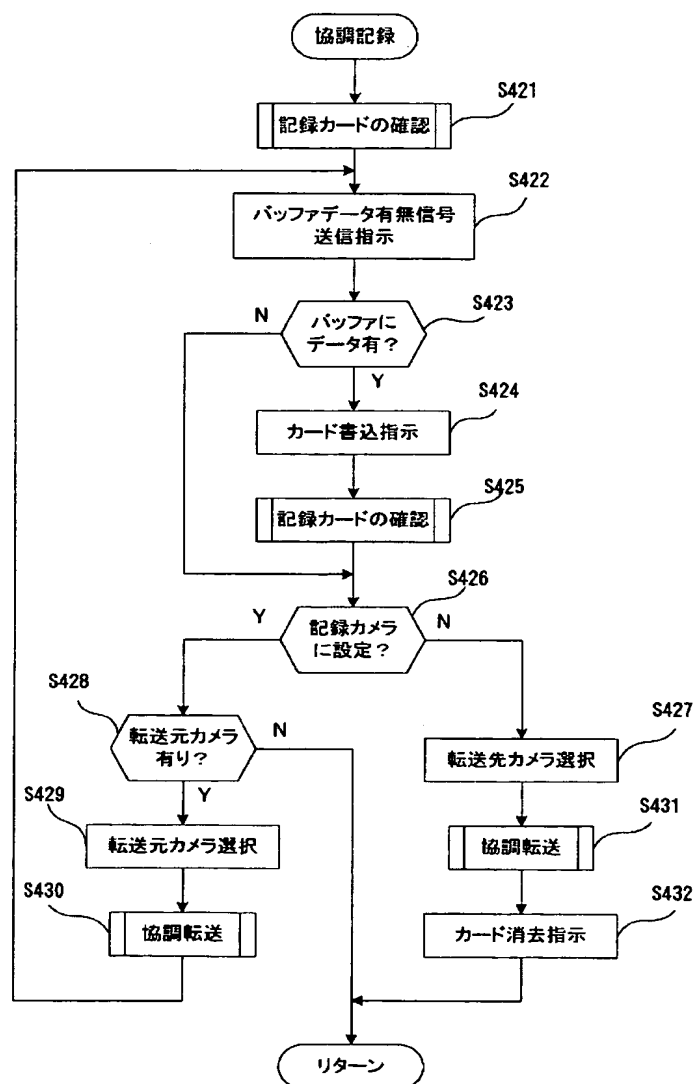 協調記録
S421
記録カードの確認
S422
バッファデータ有無信号
送信指示
S423
N
バッファに
データ有？
Y
S424
カード書込指示
S425
記録カードの確認
S426
Y
記録カメラ
に設定？
N
S428
転送元カメラ
有り？
N
Y
S427
転送先カメラ選択
S429
転送元カメラ選択
S431
協調転送
S430
協調転送
S432
カード消去指示
リターン